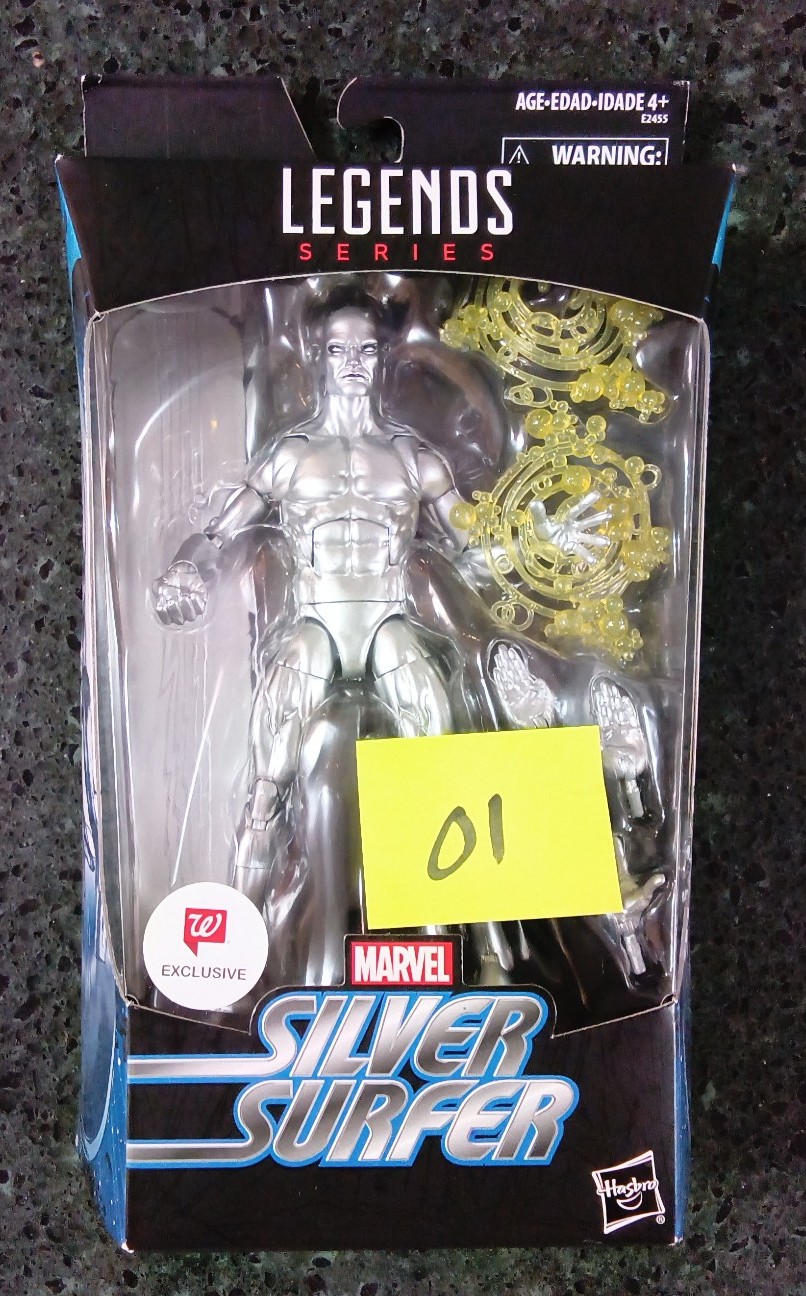 AGE•EDAD•IDADE 4+
E2455
WARNING:
LEGENDS
SERIES
01
W
EXCLUSIVE
MARVEL
SILVER
SURFER
Hasbro
®